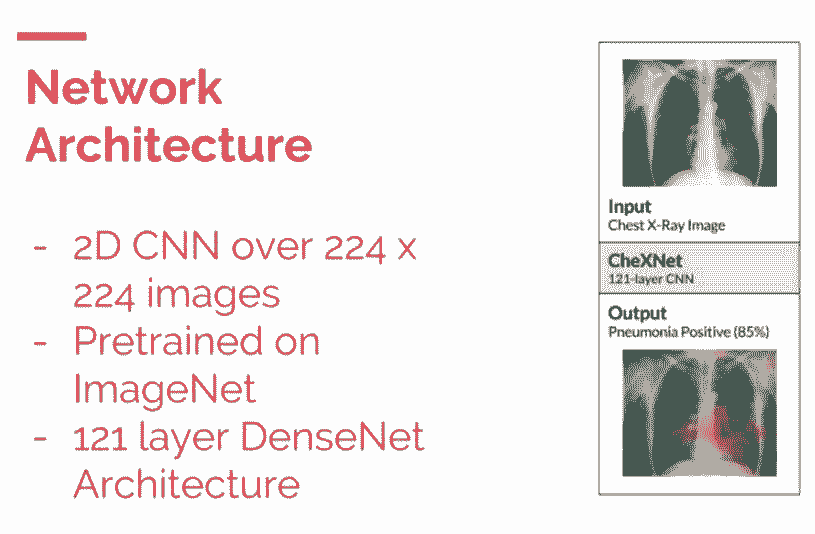 Network
Architecture
- 2D CNN over 224 x
224 images
- Pretrained on
ImageNet
- 121 layer DenseNet
Architecture
Input
Chest X-Ray Image
CheXNet
121-layer CNN
Output
Pneumonia Positive (85%)